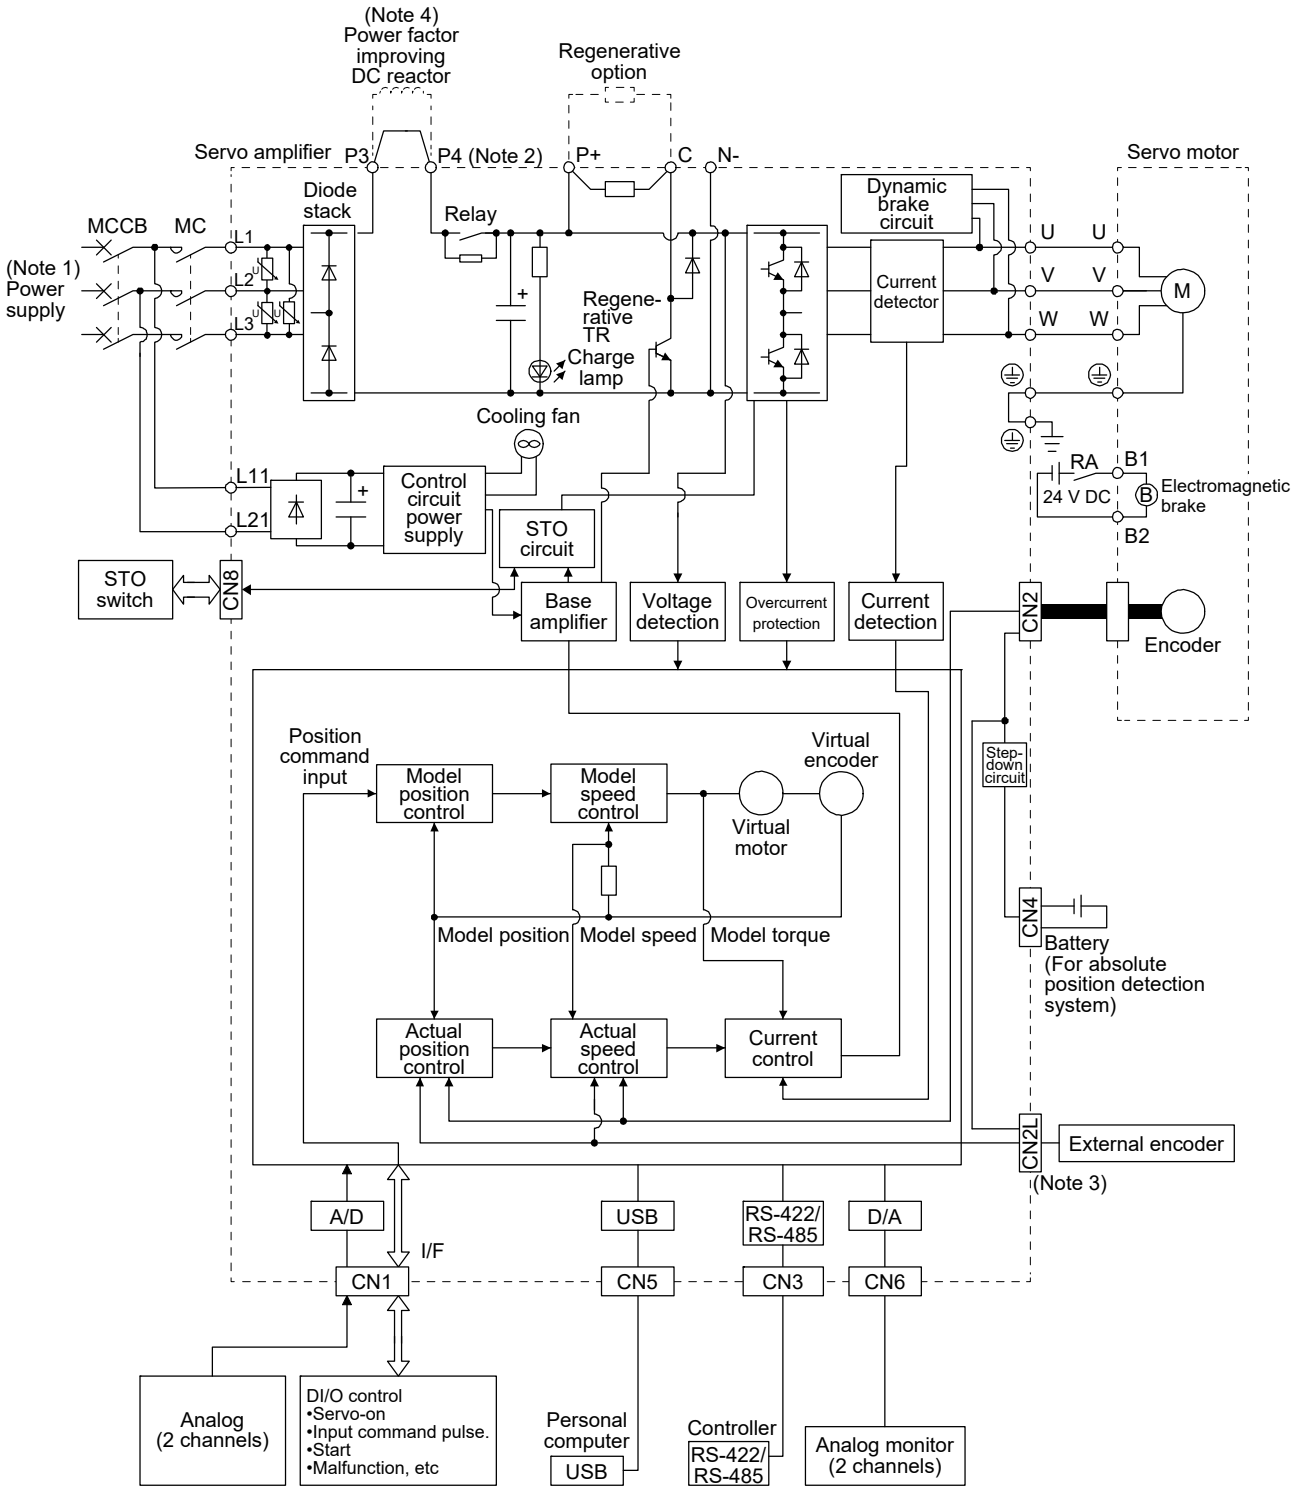 (Note 4)
Power factor
improving
DC reactor
Regenerative
option
Servo amplifier
P3
P4 (Note 2)
P+
C
N-
Servo motor
Diode
stack
Dynamic
brake
circuit
MCCB
MC
L1
Relay
U
U
(Note 1)
Power
supply
L2
U
Current
detector
V
V
M
+
Regene-
rative
TR
L3
U
U
W
W
Charge
lamp
Cooling fan
L11
+
Control
circuit
power
supply
RA
B1
24 V DC
B
Electromagnetic
brake
L21
STO
circuit
B2
STO
switch
CN8
Base
amplifier
Voltage
detection
Overcurrent
protection
Current
detection
CN2
Encoder
Position
command
input
Virtual
encoder
Step-
down
circuit
Model
position
control
Model
speed
control
Virtual
motor
CN4
Model position
Model speed
Model torque
Battery
(For absolute
position detection
system)
Actual
position
control
Actual
speed
control
Current
control
CN2L
External encoder
(Note 3)
A/D
USB
RS-422/
RS-485
D/A
I/F
CN1
CN5
CN3
CN6
Analog
(2 channels)
DI/O control
•Servo-on
•Input command pulse.
•Start
•Malfunction, etc
Personal
computer
USB
Controller
RS-422/
RS-485
Analog monitor
(2 channels)